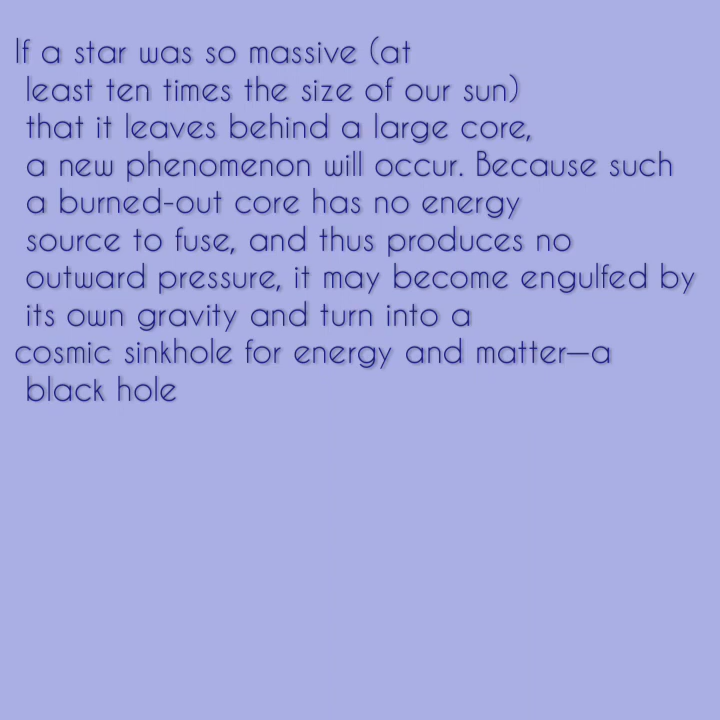 If a star was so massive (at
least ten times the size of our sun)
that it leaves behind a large core,
a new phenomenon will occur. Because such
a burned-out core has no energy
source to fuse, and thus produces no
outward pressure, it may become engulfed by
its own gravity and turn into a
cosmic sinkhole for energy and matter—a
black hole